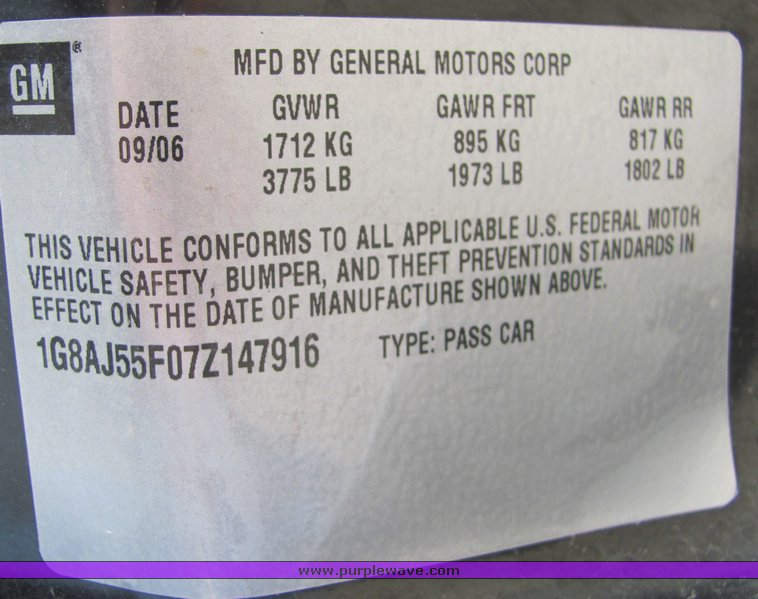 GM®
MFD BY GENERAL MOTORS CORP
DATE GVWR GAWR FRT GAWR RR
09/06 1712 KG 895 KG 817 KG
3775 LB 1973 LB 1802 LB
THIS VEHICLE CONFORMS TO ALL APPLICABLE U.S. FEDERAL MOTOR
VEHICLE SAFETY, BUMPER, AND THEFT PREVENTION STANDARDS IN
EFFECT ON THE DATE OF MANUFACTURE SHOWN ABOVE.
1G8AJ55F07Z147916 TYPE: PASS CAR
www.purplewave.com